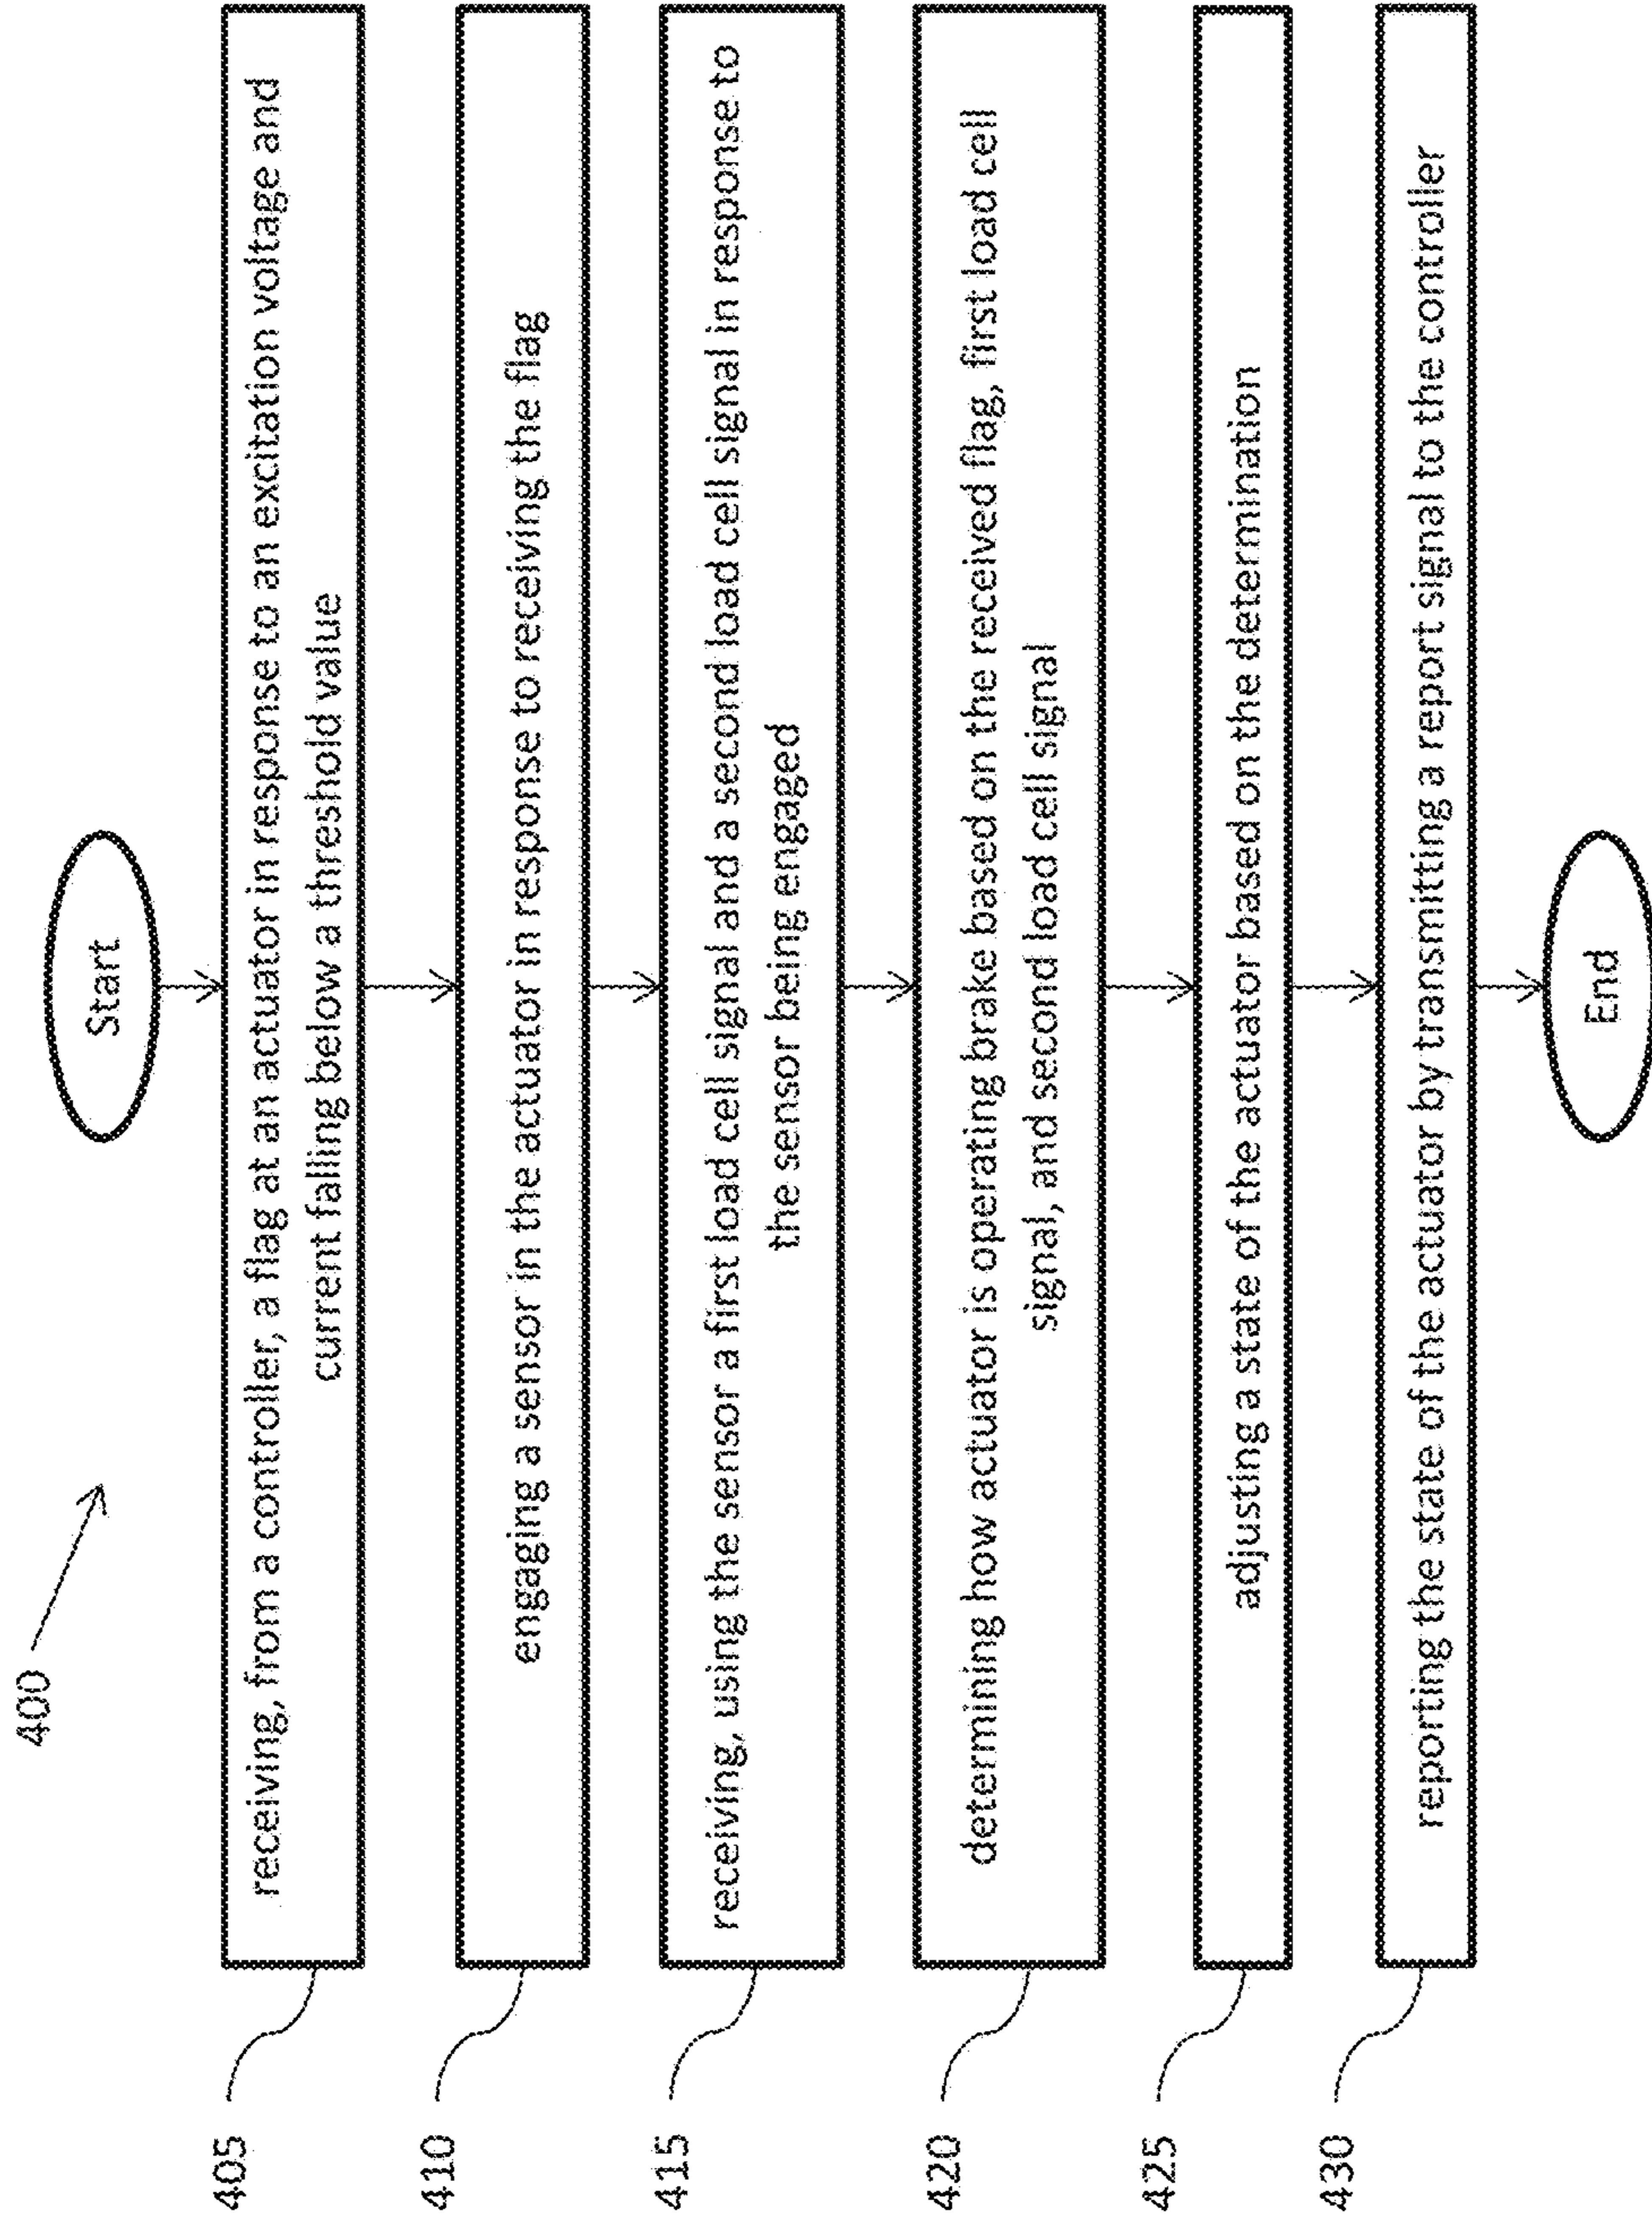 400
Start
405
receiving, from a controller, a flag at an actuator in response to an excitation voltage and
current falling below a threshold value
410
engaging a sensor in the actuator in response to receiving the flag
415
receiving, using the sensor a first load cell signal and a second load cell signal in response to
the sensor being engaged
420
determining how actuator is operating brake based on the received flag, first load cell
signal, and second load cell signal
425
adjusting a state of the actuator based on the determination
430
reporting the state of the actuator by transmitting a report signal to the controller
End